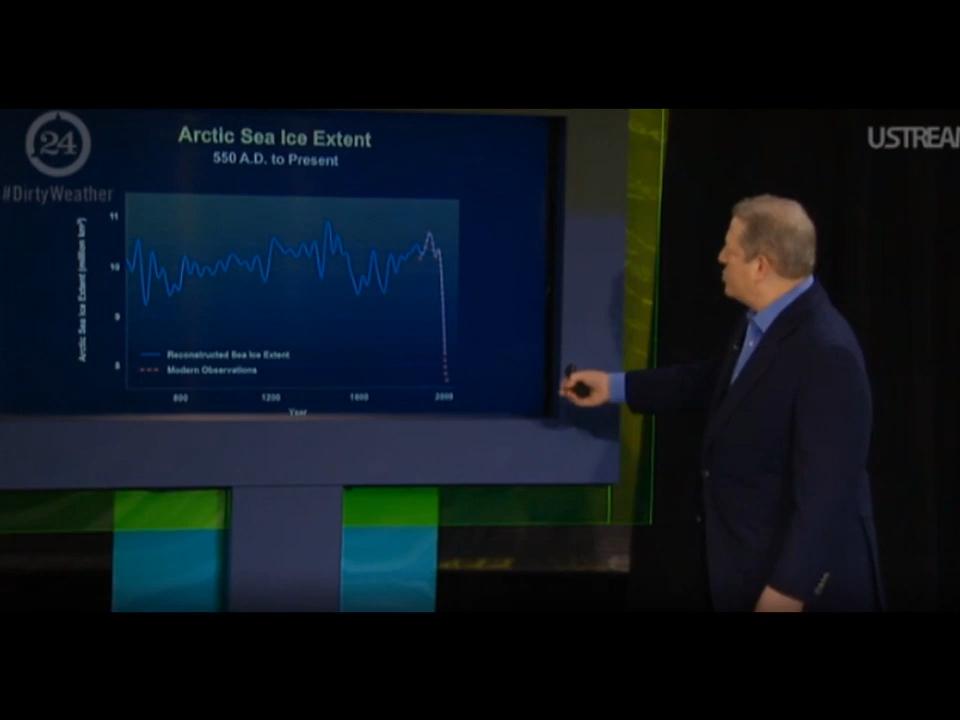 24
#DirtyWeather
USTREAM
Arctic Sea Ice Extent
550 A.D. to Present
Arctic Sea Ice Extent (million km²)
11
10
9
8
Reconstructed Sea Ice Extent
Modern Observations
800
1200
1600
2009
Year